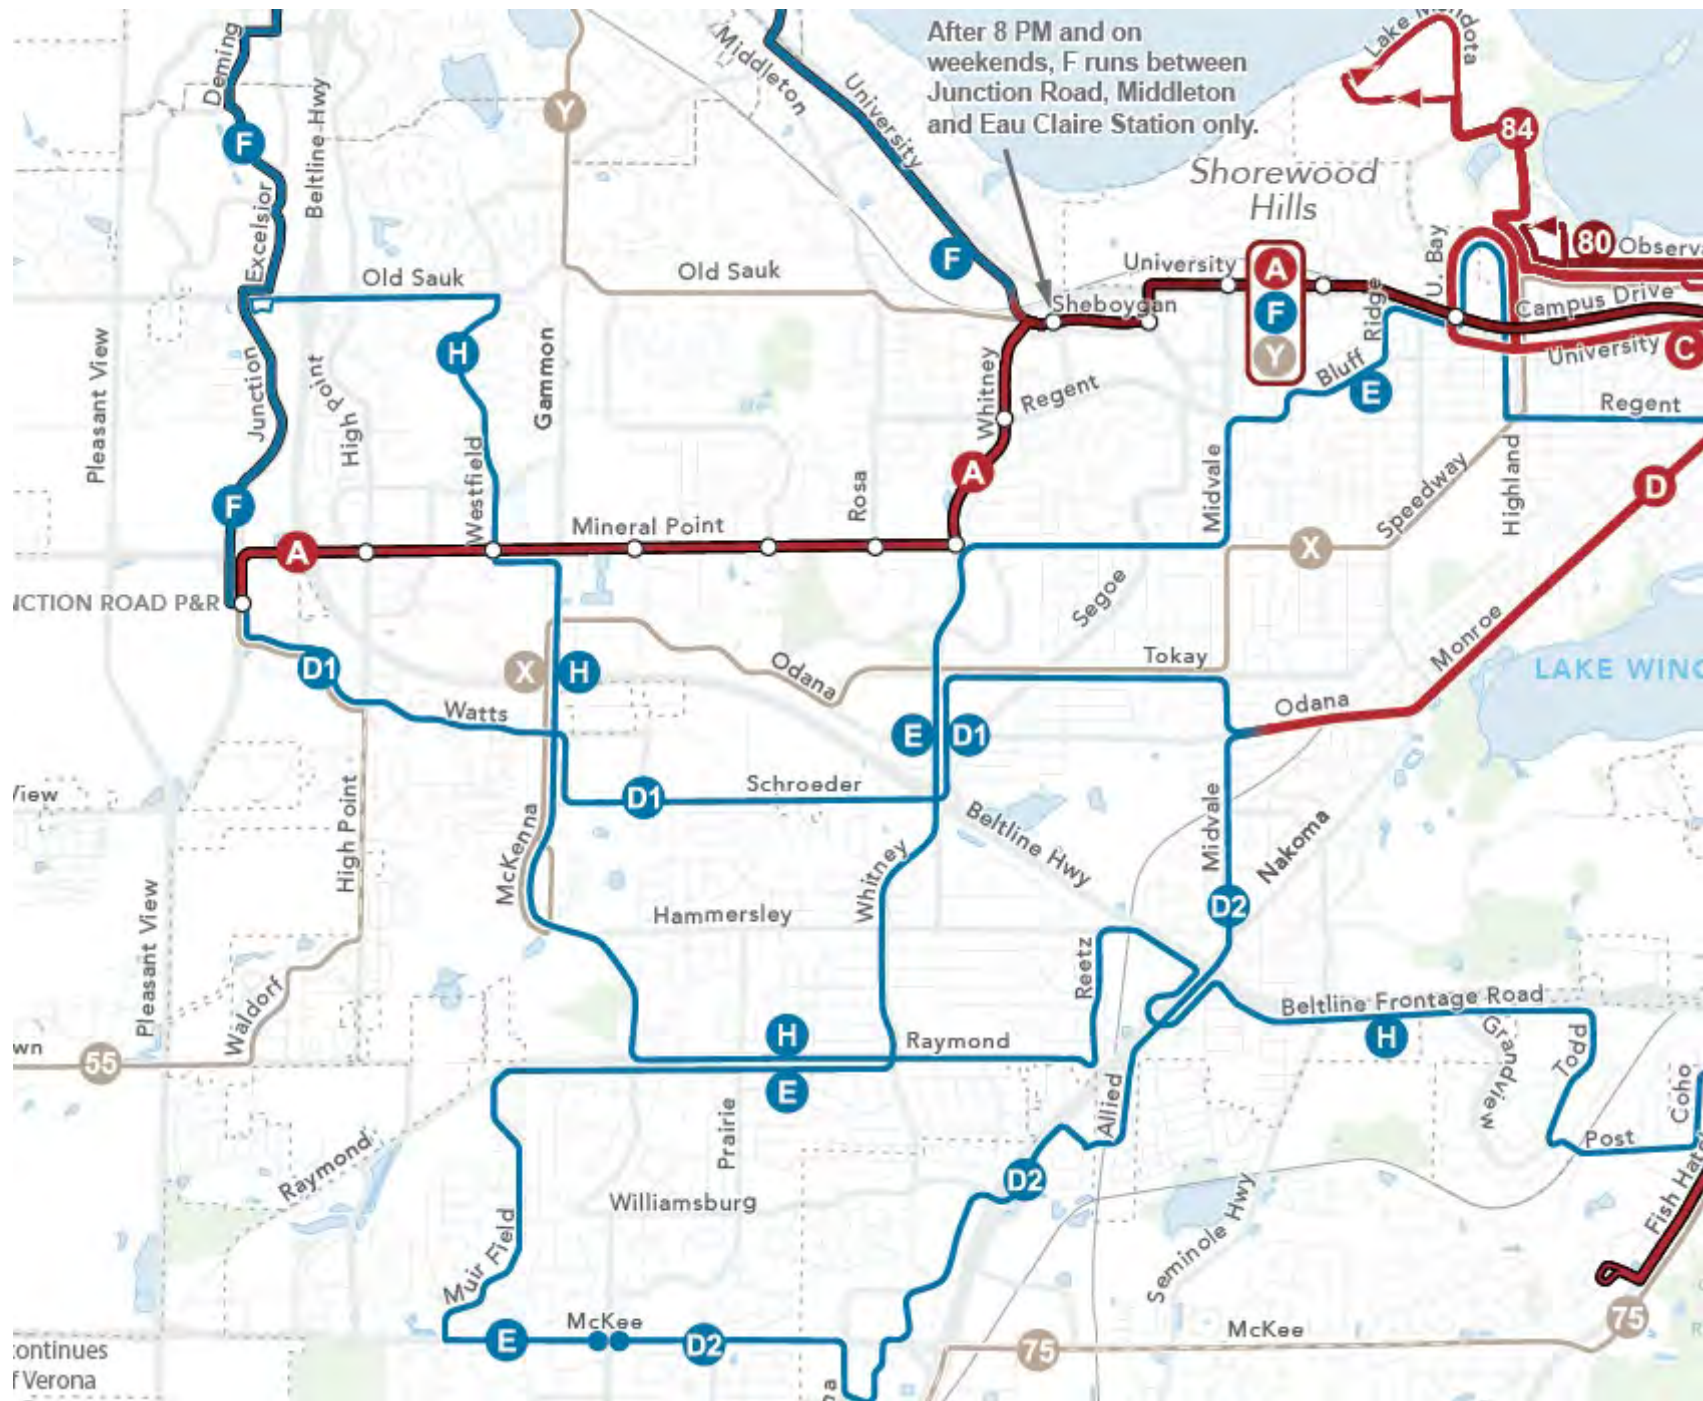 After 8 PM and on
weekends, F runs between
Junction Road, Middleton
and Eau Claire Station only.
Lake Mendota
Deming
Middleton
University
Beltline Hwy
Y
84
F
Shorewood
Hills
Excelsior
F
U. Bay
80
Observa
University
A
F
Y
Old Sauk
Old Sauk
Ridge
Campus Drive
Sheboygan
University
C
Pleasant View
Junction
High Point
H
Gammon
Whitney
Regent
Bluff
E
Regent
Westfield
Rosa
A
Midvale
Speedway
Highland
D
F
Mineral Point
A
X
NCTION ROAD P&R
Segoe
Monroe
D1
X
H
Odana
Tokay
LAKE WING
Watts
E
D1
Odana
D1
Schroeder
View
High Point
McKenna
Beltline Hwy
Midvale
Nakoma
Whitney
Hammersley
D2
Pleasant View
Waldorf
Reetz
Beltline Frontage Road
H
Raymond
H
Grandview
Todd
wn
55
E
Allied
Coho
Prairie
Post
Raymond
D2
Williamsburg
Fish Hat
Muir Field
Seminole Hwy
McKee
E
D2
McKee
75
75
ontinues
f Verona